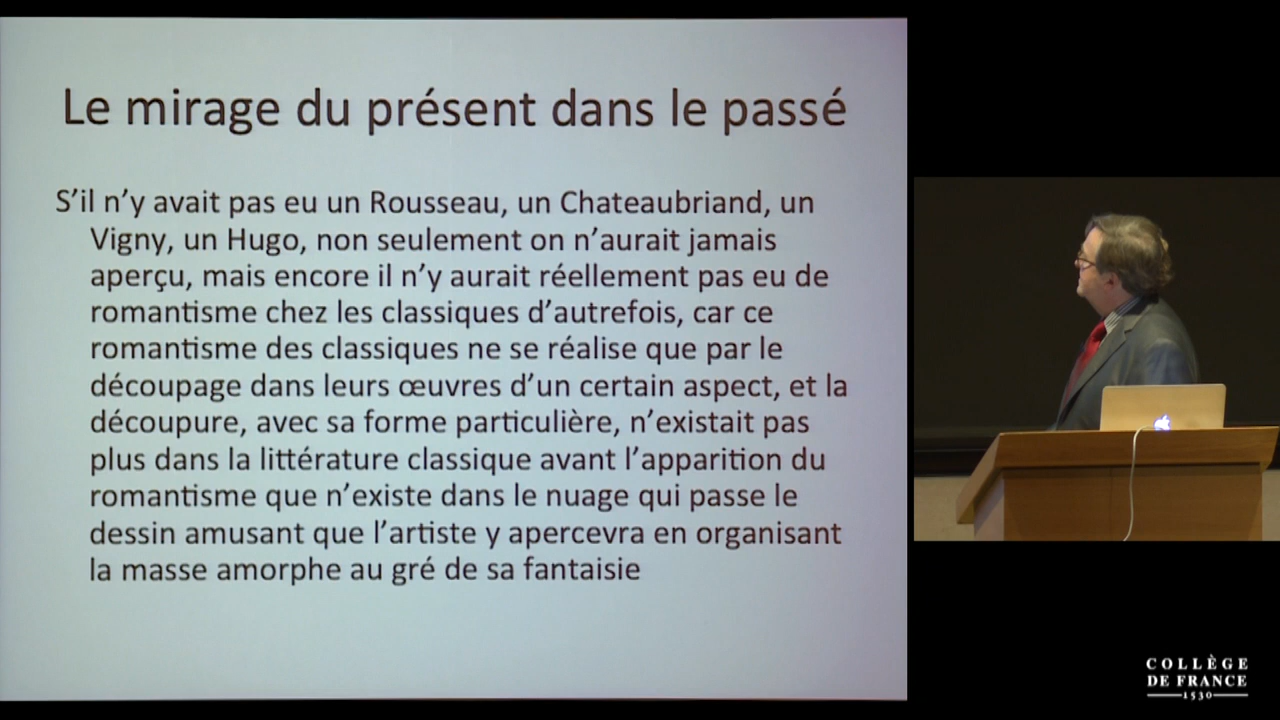 Le mirage du présent dans le passé
S’il n’y avait pas eu un Rousseau, un Chateaubriand, un
Vigny, un Hugo, non seulement on n’aurait jamais
aperçu, mais encore il n’y aurait réellement pas eu de
romantisme chez les classiques d’autrefois, car ce
romantisme des classiques ne se réalise que par le
découpage dans leurs œuvres d’un certain aspect, et la
découpure, avec sa forme particulière, n’existait pas
plus dans la littérature classique avant l’apparition du
romantisme que n’existe dans le nuage qui passe le
dessin amusant que l’artiste y apercevra en organisant
la masse amorphe au gré de sa fantaisie
COLLÈGE
DE FRANCE
1530